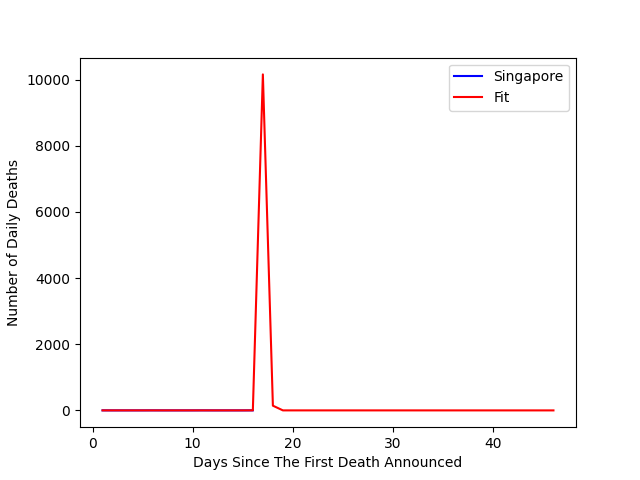 Singapore
Fit
10000
8000
6000
4000
2000
0
Number of Daily Deaths
0 10 20 30 40
Days Since The First Death Announced